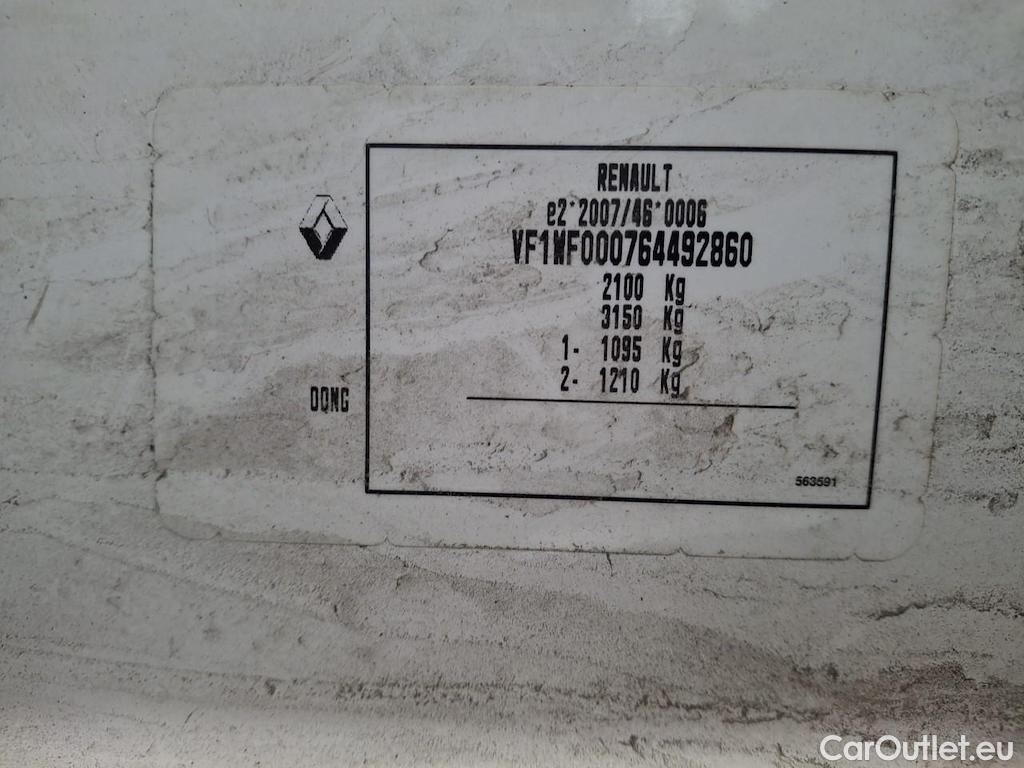 RENAULT
e2*2007/46*0006
VF1WF000764492860
2100 Kg
3150 Kg
1- 1095 Kg
2- 1210 Kg
DQNG
563591
CarOutlet.eu